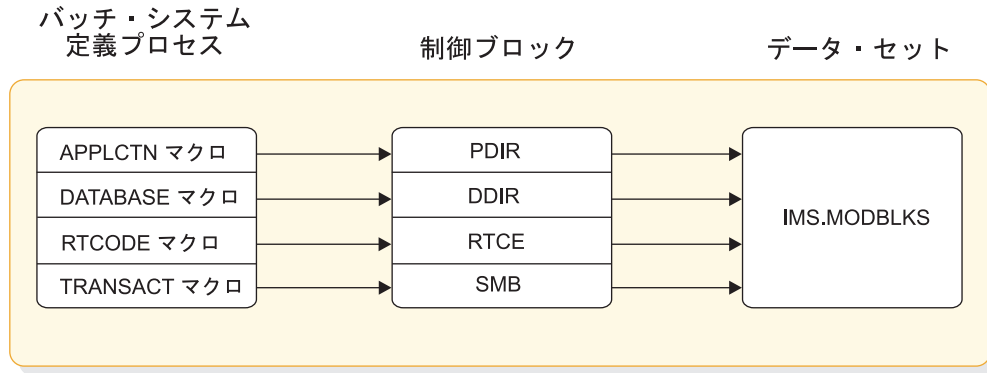 バッチ・システム
定義プロセス
制御ブロック
データ・セット
APPLCTN マクロ
PDIR
DATABASE マクロ
DDIR
RTCODE マクロ
RTCE
TRANSACT マクロ
SMB
IMS.MODBLKS